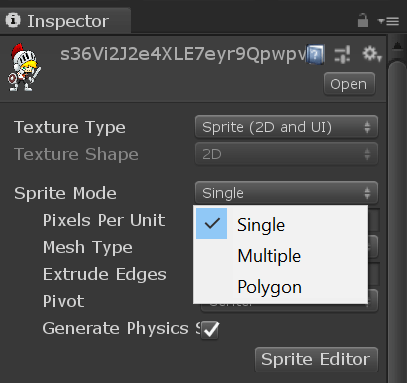 Inspector
s36Vi2J2e4XLE7eyr9Qpwpv
Open
Texture Type Sprite (2D and UI)
Texture Shape 2D
Sprite Mode Single
Pixels Per Unit
Single
Mesh Type
Multiple
Extrude Edges
Polygon
Pivot
Generate Physics S
Sprite Editor